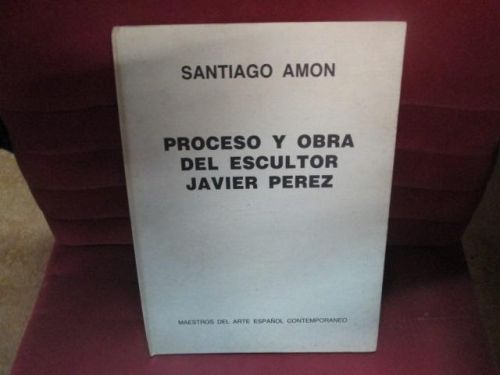 SANTIAGO AMON
PROCESO Y OBRA
DEL ESCULTOR
JAVIER PEREZ
MAESTROS DEL ARTE ESPAÑOL CONTEMPORANEO